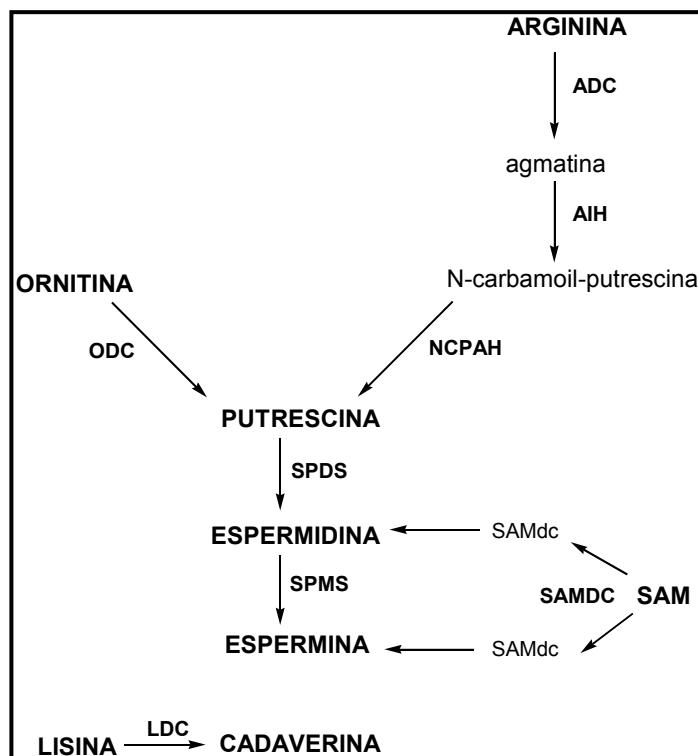 ARGININA
ADC
agmatina
AIH
N-carbamoil-putrescina
ORNITINA
ODC
NCPAH
PUTRESCINA
SPDS
ESPERMIDINA
SAMdc
SPMS
SAMDC
SAM
ESPERMINA
SAMdc
LISINA
LDC
CADAVERINA